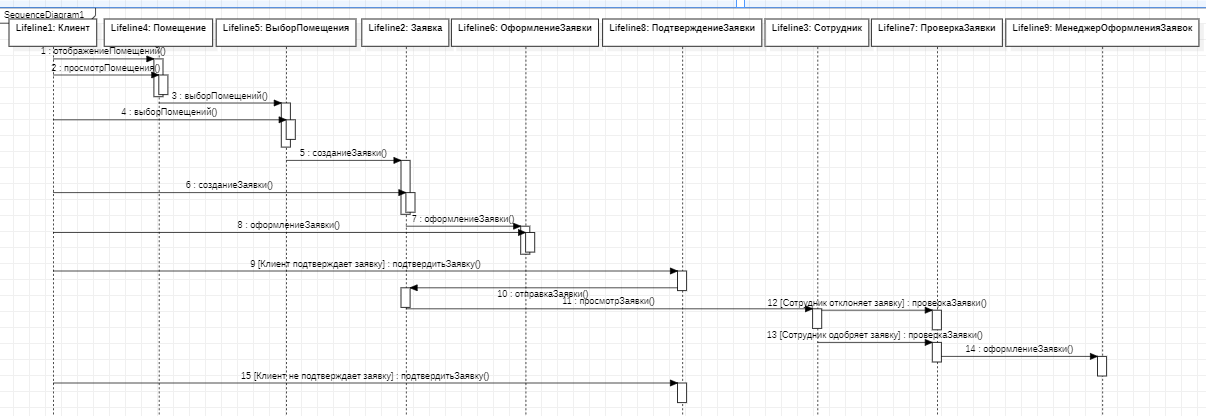 SequenceDiagram1
Lifeline1: Клиент
Lifeline4: Помещение
Lifeline5: ВыборПомещения
Lifeline2: Заявка
Lifeline6: ОформлениеЗаявки
Lifeline8: ПодтверждениеЗаявки
Lifeline3: Сотрудник
Lifeline7: ПроверкаЗаявки
Lifeline9: МенеджерОформленияЗаявок
1 : отображениеПомещений()
2 : просмотрПомещения()
3 : выборПомещений()
4 : выборПомещений()
5 : созданиеЗаявки()
6 : созданиеЗаявки()
7 : оформлениеЗаявки()
8 : оформлениеЗаявки()
9 [Клиент подтверждает заявку] : подтвердитьЗаявку()
10 : отправкаЗаявки()
11 : просмотрЗаявки()
12 [Сотрудник отклоняет заявку] : проверкаЗаявки()
13 [Сотрудник одобряет заявку] : проверкаЗаявки()
14 : оформлениеЗаявки()
15 [Клиент не подтверждает заявку] : подтвердитьЗаявку()